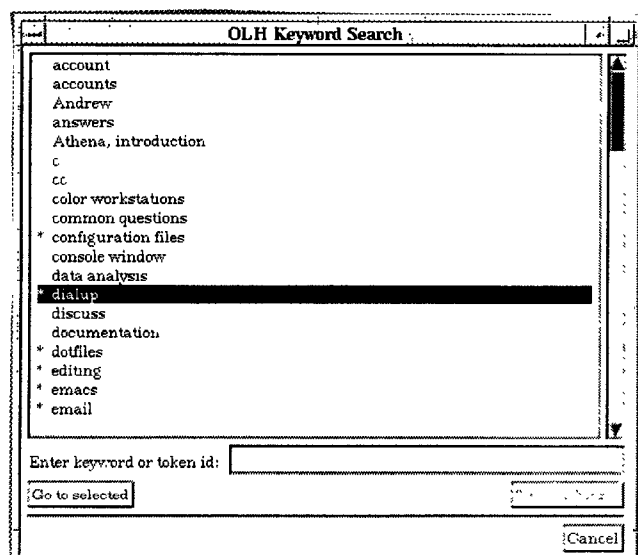 OLH Keyword Search
account
accounts
Andrew
answers
Athena, introduction
c
cc
color workstations
common questions
* configuration files
console window
data analysis
* dialup
discuss
documentation
* dotfiles
* editing
* emacs
* email
Enter keyword or token id:
Go to selected
Cancel